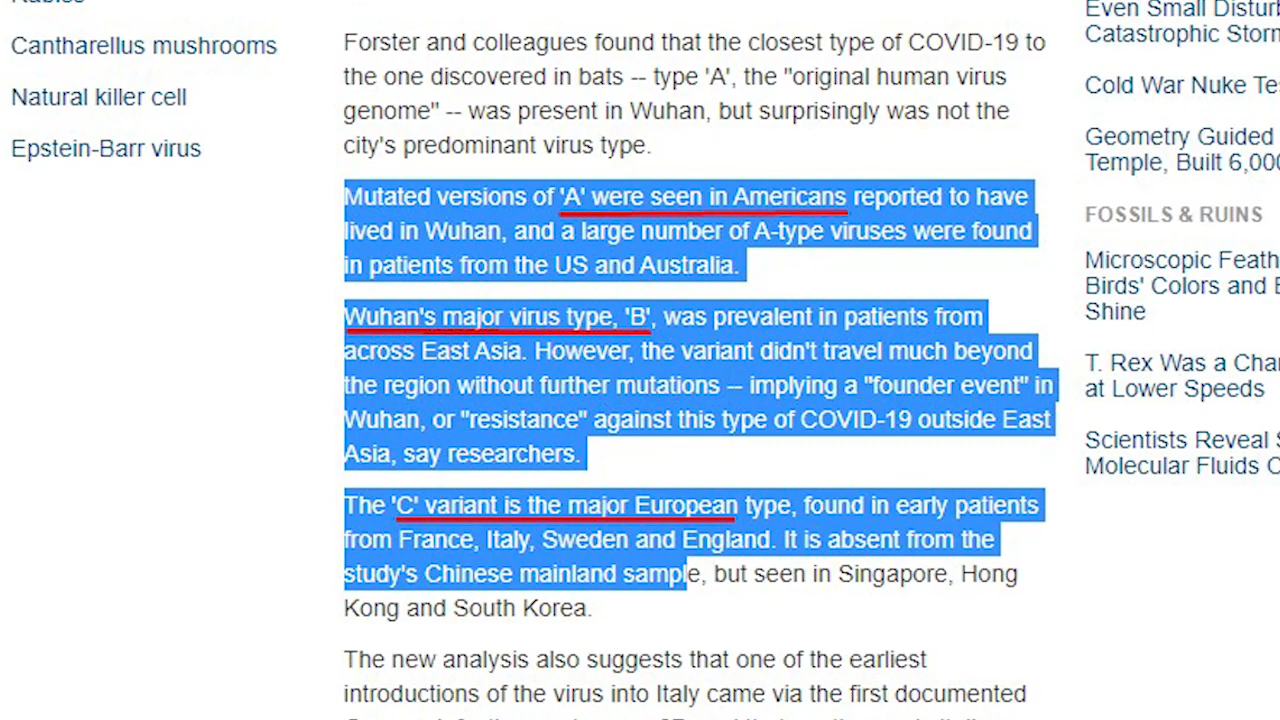 Cantharellus mushrooms
Natural killer cell
Epstein-Barr virus
Forster and colleagues found that the closest type of COVID-19 to
the one discovered in bats -- type 'A', the "original human virus
genome" -- was present in Wuhan, but surprisingly was not the
city's predominant virus type.
Mutated versions of 'A' were seen in Americans reported to have
lived in Wuhan, and a large number of A-type viruses were found
in patients from the US and Australia.
Wuhan's major virus type, 'B', was prevalent in patients from
across East Asia. However, the variant didn't travel much beyond
the region without further mutations -- implying a "founder event" in
Wuhan, or "resistance" against this type of COVID-19 outside East
Asia, say researchers.
The 'C' variant is the major European type, found in early patients
from France, Italy, Sweden and England. It is absent from the
study's Chinese mainland sample, but seen in Singapore, Hong
Kong and South Korea.
The new analysis also suggests that one of the earliest
introductions of the virus into Italy came via the first documented
Even Small
Catastrophic
Cold War Nuke
Geometry Guided
Temple, Built
FOSSILS & RUINS
Microscopic
Birds' Colors and
Shine
T. Rex Was a
at Lower Speeds
Scientists Reveal
Molecular Fluids